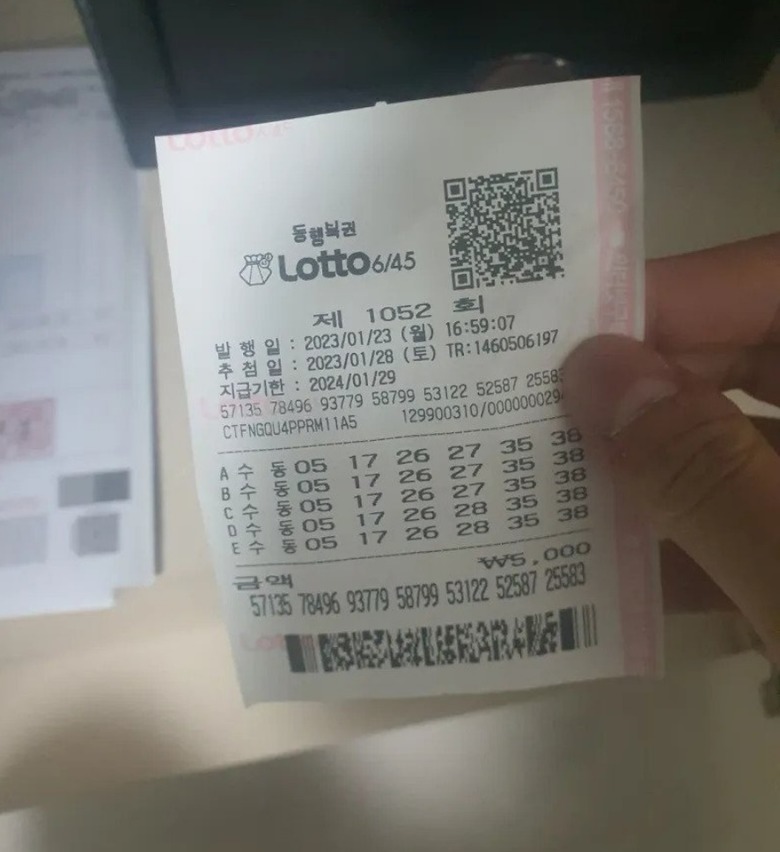 동행복권
Lotto 6/45
제 1052 회
발 행 일 : 2023/01/23 (월) 16:59:07
추 첨 일 : 2023/01/28 (토) TR:1460506197
지급기한 : 2024/01/29
57135 78496 93779 58799 53122 52587 2558
CTFNGQU4PPRM11A5 129900310/000000029
A 수 동 05 17 26 27 35 38
B 수 동 05 17 26 27 35 38
C 수 동 05 17 26 27 35 38
D 수 동 05 17 26 28 35 38
E 수 동 05 17 26 28 35 38
금액 ₩5,000
57135 78496 93779 58799 53122 52587 25583